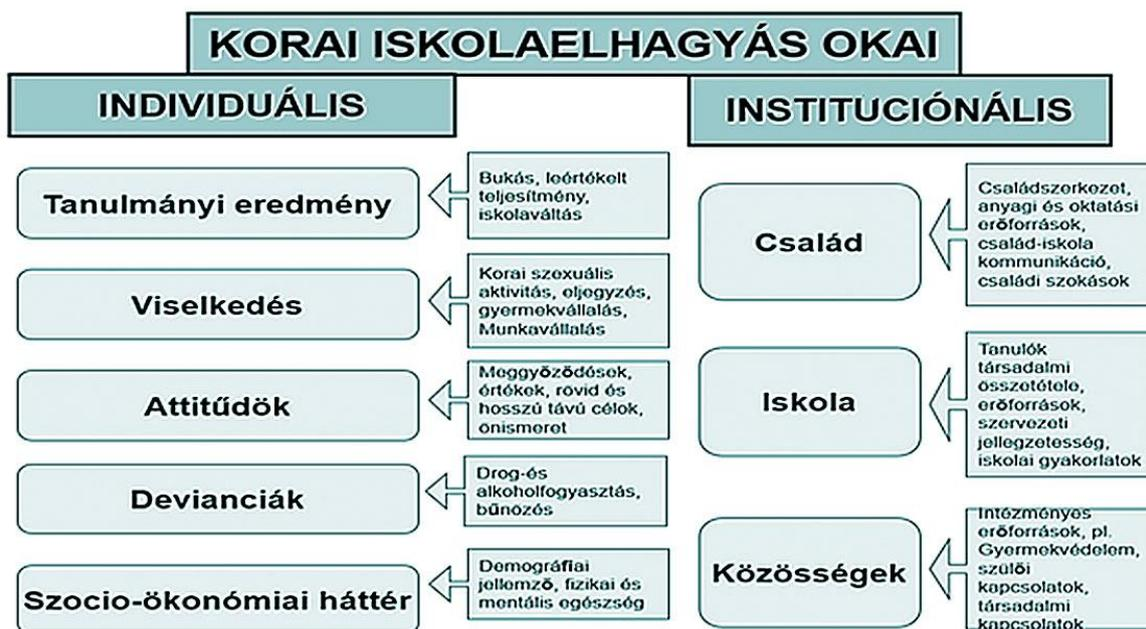 KORAI ISKOLAELHAGYÁS OKAI
INDIVIDUÁLIS
Tanulmányi eredmény
Bukás, leértékelt
teljesítmény,
iskolaváltás
Viselkedés
Korai szexuális
aktivitás, eljegyzés,
gyermekvállalás,
Munkavállalás
Attitűdök
Meggyőződések,
értékek, rövid és
hosszú távú célok,
önismeret
Devianciák
Drog-és
alkoholfogyasztás,
bűnözés
Szocio-ökonómiai háttér
Demográfiai
jellemző, fizikai és
mentális egészség
INSTITUCIÓNÁLIS
Család
Családszerkezet,
anyagi és oktatási
erőforrások,
család-iskola
kommunikáció,
családi szokások
Iskola
Tanulók
társadalmi
összetétele,
erőforrások,
szervezeti
jellegzetesség,
iskolai gyakorlatok
Közösségek
Intézményes
erőforrások, pl.
Gyermekvédelem,
szülői
kapcsolatok,
társadalmi
kapcsolatok